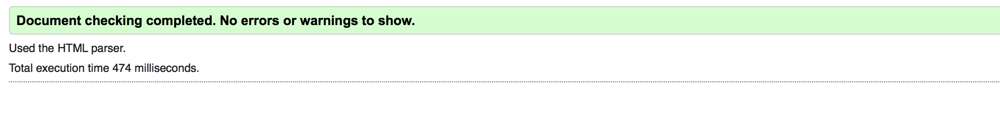 Document checking completed. No errors or warnings to show.
Used the HTML parser.
Total execution time 474 milliseconds.